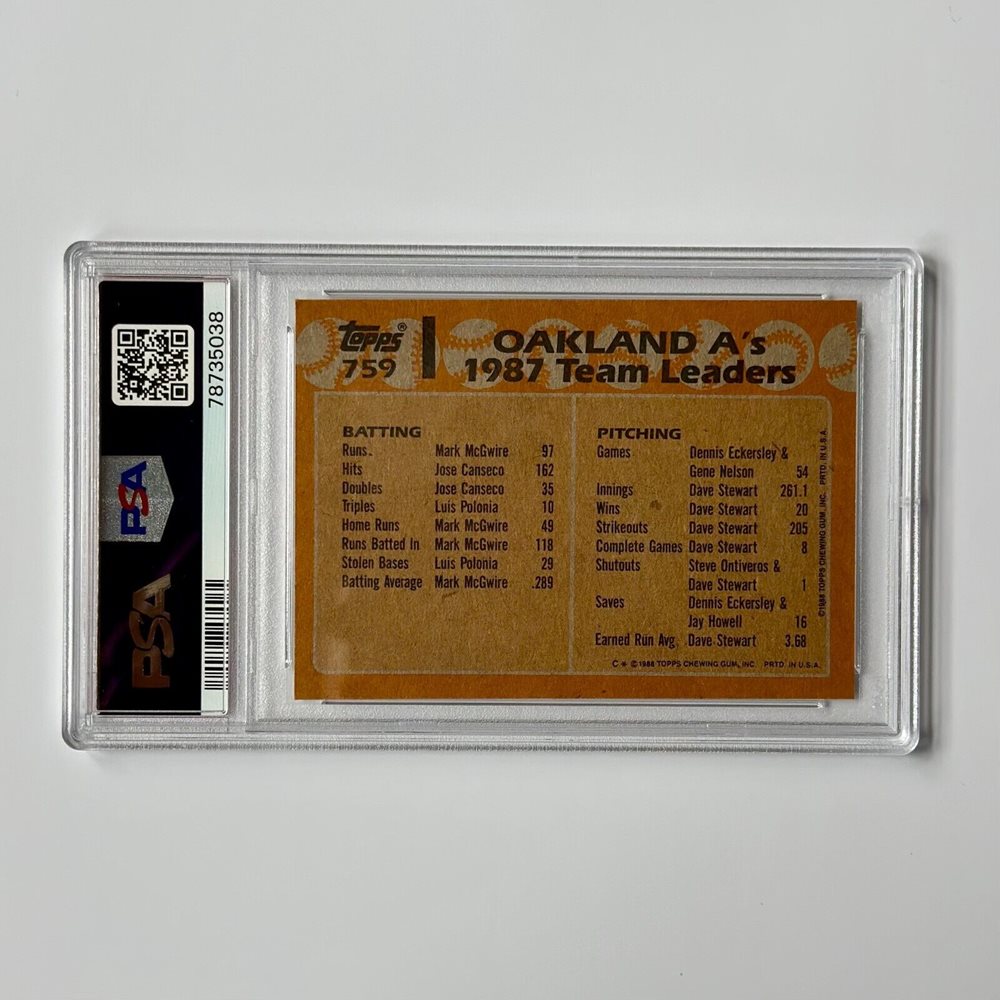 78735038
PSA
PSA
topps®
759
OAKLAND A's
1987 Team Leaders
BATTING
Runs. Mark McGwire 97
Hits Jose Canseco 162
Doubles Jose Canseco 35
Triples Luis Polonia 10
Home Runs Mark McGwire 49
Runs Batted In Mark McGwire 118
Stolen Bases Luis Polonia 29
Batting Average Mark McGwire .289
PITCHING
Games Dennis Eckersley &
Gene Nelson 54
Innings Dave Stewart 261.1
Wins Dave Stewart 20
Strikeouts Dave Stewart 205
Complete Games Dave Stewart 8
Shutouts Steve Ontiveros &
Dave Stewart 1
Saves Dennis Eckersley &
Jay Howell 16
Earned Run Avg. Dave Stewart 3.68
C * ©1988 TOPPS CHEWING GUM, INC. PRTD. IN U.S.A.
©1988 TOPPS CHEWING GUM, INC. PRTD. IN U.S.A.